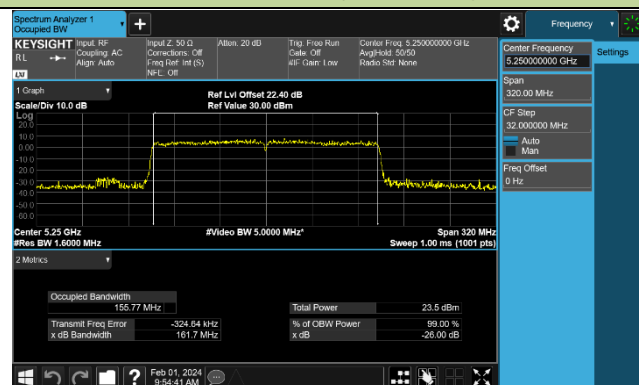 Spectrum Analyzer 1
Occupied BW
+
Frequency
KEYSIGHT
RL
Input: RF
Coupling: AC
Align: Auto
Input Z: 50 Ω
Corrections: Off
Freq Ref: Int (S)
NFE: Off
Atten: 20 dB
Trig: Free Run
Gate: Off
#IF Gain: Low
Center Freq: 5.250000000 GHz
Avg|Hold: 50/50
Radio Std: None
LXI
Center Frequency
5.250000000 GHz
Settings
Span
320.00 MHz
CF Step
32.000000 MHz
Auto
Man
Freq Offset
0 Hz
1 Graph
Scale/Div 10.0 dB
Ref Lvl Offset 22.40 dB
Ref Value 30.00 dBm
Log
20.0
10.0
0.00
-10.0
-20.0
-30.0
-40.0
-50.0
-60.0
Center 5.25 GHz
#Video BW 5.0000 MHz*
Span 320 MHz
#Res BW 1.6000 MHz
Sweep 1.00 ms (1001 pts)
2 Metrics
Occupied Bandwidth
155.77 MHz
Total Power 23.5 dBm
Transmit Freq Error -324.64 kHz
% of OBW Power 99.00 %
x dB Bandwidth 161.7 MHz
x dB -26.00 dB
?
Feb 01, 2024
9:54:41 AM